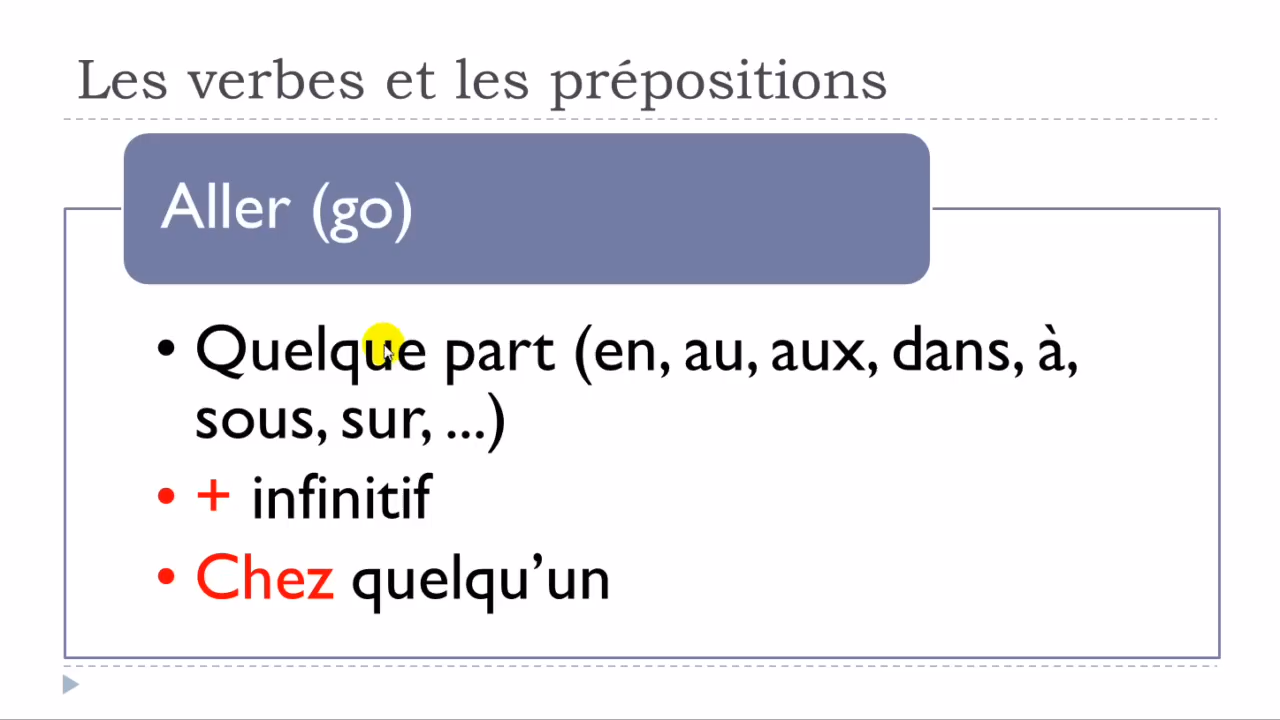 Les verbes et les prépositions
Aller (go)
• Quelque part (en, au, aux, dans, à,
sous, sur, ...)
• + infinitif
• Chez quelqu’un